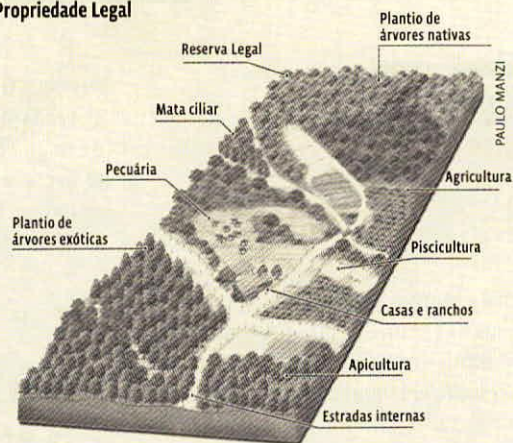 Propriedade Legal
Plantio de
árvores nativas
Reserva Legal
PAULO MANZI
Mata ciliar
Pecuária
Agricultura
Plantio de
árvores exóticas
Piscicultura
Casas e ranchos
Apicultura
Estradas internas